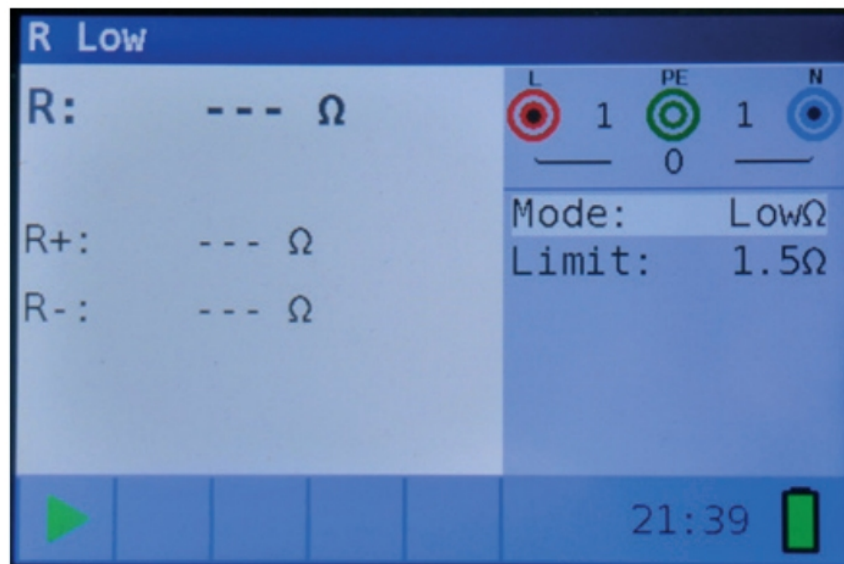 R Low
R: --- Ω
R+: --- Ω
R-: --- Ω
L PE N
1 1
0
Mode: LowΩ
Limit: 1.5Ω
21:39